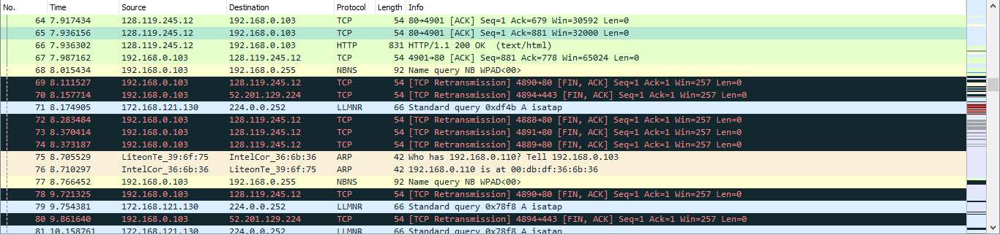 No. Time Source Destination Protocol Length Info
64 7.917434 128.119.245.12 192.168.0.103 TCP 54 80→4901 [ACK] Seq=1 Ack=679 Win=30592 Len=0
65 7.936156 128.119.245.12 192.168.0.103 TCP 54 80→4901 [ACK] Seq=1 Ack=881 Win=32000 Len=0
66 7.936302 128.119.245.12 192.168.0.103 HTTP 831 HTTP/1.1 200 OK (text/html)
67 7.987162 192.168.0.103 128.119.245.12 TCP 54 4901→80 [ACK] Seq=881 Ack=778 Win=65024 Len=0
68 8.015434 192.168.0.103 192.168.0.255 NBNS 92 Name query NB WPAD<00>
69 8.111527 192.168.0.103 128.119.245.12 TCP 54 [TCP Retransmission] 4890→80 [FIN, ACK] Seq=1 Ack=1 Win=257 Len=0
70 8.157714 192.168.0.103 52.201.129.224 TCP 54 [TCP Retransmission] 4894→443 [FIN, ACK] Seq=1 Ack=1 Win=257 Len=0
71 8.174905 172.168.121.130 224.0.0.252 LLMNR 66 Standard query 0xdf4b A isatap
72 8.283484 192.168.0.103 128.119.245.12 TCP 54 [TCP Retransmission] 4888→80 [FIN, ACK] Seq=1 Ack=1 Win=257 Len=0
73 8.370414 192.168.0.103 128.119.245.12 TCP 54 [TCP Retransmission] 4891→80 [FIN, ACK] Seq=1 Ack=1 Win=257 Len=0
74 8.373187 192.168.0.103 128.119.245.12 TCP 54 [TCP Retransmission] 4889→80 [FIN, ACK] Seq=1 Ack=1 Win=257 Len=0
75 8.705529 LiteonTe_39:6f:75 IntelCor_36:6b:36 ARP 42 Who has 192.168.0.110? Tell 192.168.0.103
76 8.710297 IntelCor_36:6b:36 LiteonTe_39:6f:75 ARP 42 192.168.0.110 is at 00:db:df:36:6b:36
77 8.766452 192.168.0.103 192.168.0.255 NBNS 92 Name query NB WPAD<00>
78 9.721325 192.168.0.103 128.119.245.12 TCP 54 [TCP Retransmission] 4890→80 [FIN, ACK] Seq=1 Ack=1 Win=257 Len=0
79 9.754381 172.168.121.130 224.0.0.252 LLMNR 66 Standard query 0x78f8 A isatap
80 9.861640 192.168.0.103 52.201.129.224 TCP 54 [TCP Retransmission] 4894→443 [FIN, ACK] Seq=1 Ack=1 Win=257 Len=0
81 10.158761 172.168.121.130 224.0.0.252 LLMNR 66 Standard query 0x78f8 A isatap